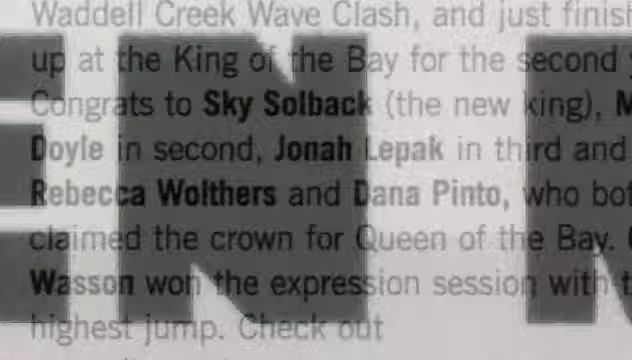 Waddell Creek Wave Clash, and just finis
up at the King of the Bay for the second
Congrats to Sky Solback (the new king), M
Doyle in second, Jonah Lepak in third and
Rebecca Wolthers and Dana Pinto, who bot
claimed the crown for Queen of the Bay.
Wasson won the expression session with t
highest jump. Check out
EN